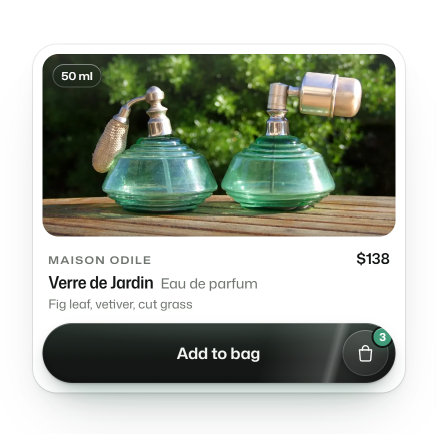 50 ml
MAISON ODILE
$138
Verre de Jardin Eau de parfum
Fig leaf, vetiver, cut grass
Add to bag
3